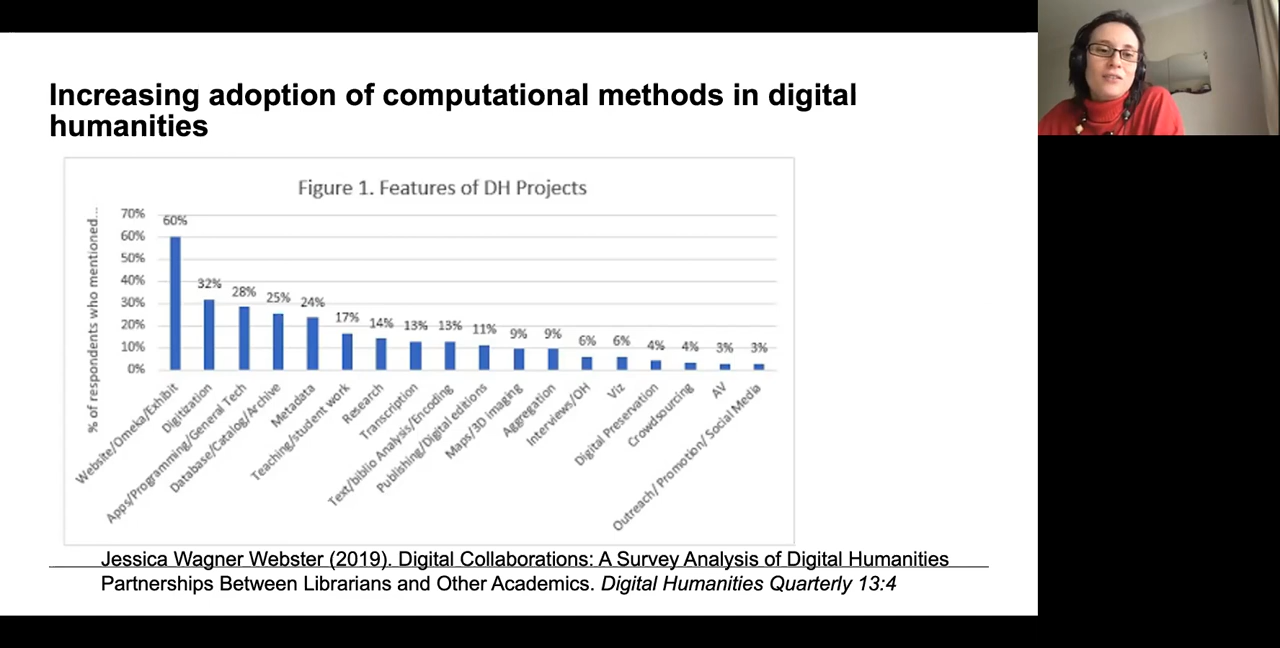 Increasing adoption of computational methods in digital
humanities
Figure 1. Features of DH Projects
% of respondents who mentioned...
70%
60%
50%
40%
30%
20%
10%
0%
60%
32%
28%
25%
24%
17%
14%
13%
13%
11%
9%
9%
6%
6%
4%
4%
3%
3%
Website/Omeka/Exhibit
Digitization
Apps/Programming/General Tech
Database/Catalog/Archive
Metadata
Teaching/student work
Research
Transcription
Text/biblio Analysis/Encoding
Publishing/Digital editions
Maps/3D imaging
Aggregation
Interviews/OH
Viz
Digital Preservation
Crowdsourcing
AV
Outreach/ Promotion/ Social Media
Jessica Wagner Webster (2019). Digital Collaborations: A Survey Analysis of Digital Humanities
Partnerships Between Librarians and Other Academics. Digital Humanities Quarterly 13:4